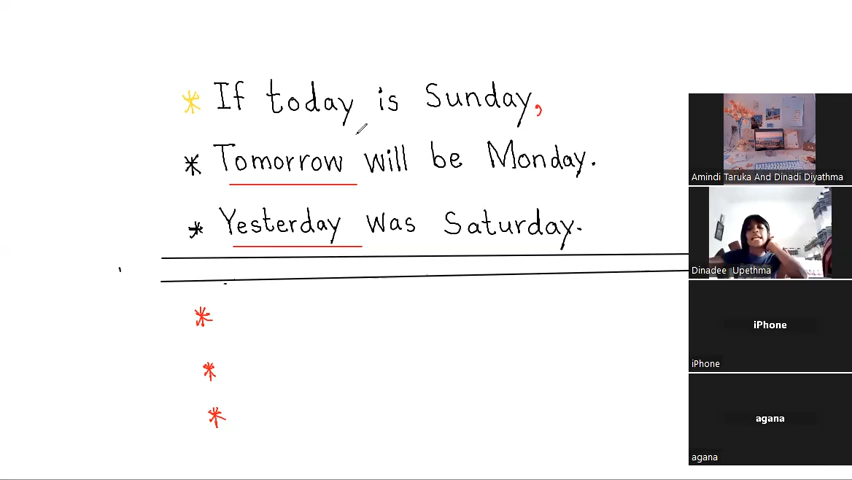 * If today is Sunday,
* Tomorrow will be Monday.
* Yesterday was Saturday.
*
*
*
Amindi Taruka And Dinadi Diyathma
Dinadee Upethma
iPhone
iPhone
agana
agana